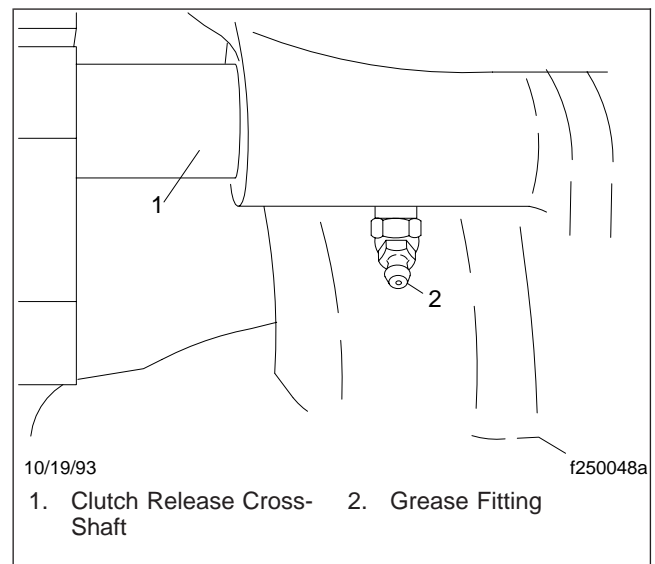 1
2
10/19/93 f250048a
1. Clutch Release Cross- 2. Grease Fitting
Shaft